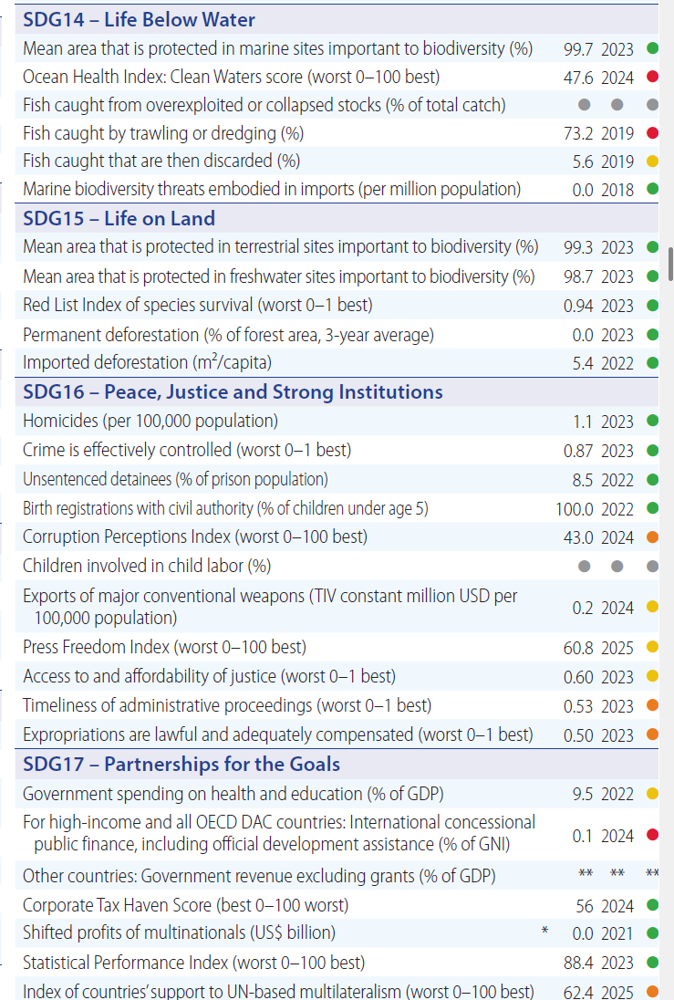 SDG14 – Life Below Water
Mean area that is protected in marine sites important to biodiversity (%) 99.7 2023
Ocean Health Index: Clean Waters score (worst 0–100 best) 47.6 2024
Fish caught from overexploited or collapsed stocks (% of total catch)
Fish caught by trawling or dredging (%) 73.2 2019
Fish caught that are then discarded (%) 5.6 2019
Marine biodiversity threats embodied in imports (per million population) 0.0 2018
SDG15 – Life on Land
Mean area that is protected in terrestrial sites important to biodiversity (%) 99.3 2023
Mean area that is protected in freshwater sites important to biodiversity (%) 98.7 2023
Red List Index of species survival (worst 0–1 best) 0.94 2023
Permanent deforestation (% of forest area, 3-year average) 0.0 2023
Imported deforestation (m²/capita) 5.4 2022
SDG16 – Peace, Justice and Strong Institutions
Homicides (per 100,000 population) 1.1 2023
Crime is effectively controlled (worst 0–1 best) 0.87 2023
Unsentenced detainees (% of prison population) 8.5 2022
Birth registrations with civil authority (% of children under age 5) 100.0 2022
Corruption Perceptions Index (worst 0–100 best) 43.0 2024
Children involved in child labor (%)
Exports of major conventional weapons (TIV constant million USD per
100,000 population) 0.2 2024
Press Freedom Index (worst 0–100 best) 60.8 2025
Access to and affordability of justice (worst 0–1 best) 0.60 2023
Timeliness of administrative proceedings (worst 0–1 best) 0.53 2023
Expropriations are lawful and adequately compensated (worst 0–1 best) 0.50 2023
SDG17 – Partnerships for the Goals
Government spending on health and education (% of GDP) 9.5 2022
For high-income and all OECD DAC countries: International concessional
public finance, including official development assistance (% of GNI) 0.1 2024
Other countries: Government revenue excluding grants (% of GDP) ** ** **
Corporate Tax Haven Score (best 0–100 worst) 56 2024
Shifted profits of multinationals (US$ billion) * 0.0 2021
Statistical Performance Index (worst 0–100 best) 88.4 2023
Index of countries' support to UN-based multilateralism (worst 0–100 best) 62.4 2025